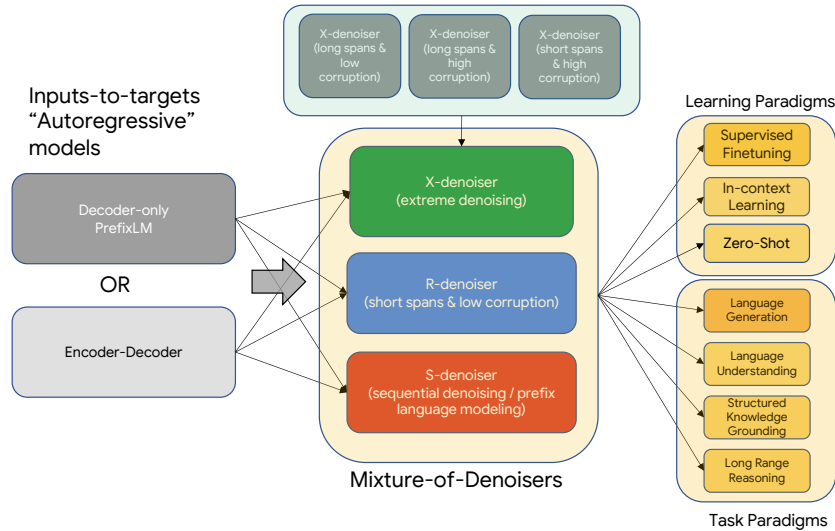 X-denoiser
(long spans &
low
corruption)
X-denoiser
(long spans &
high
corruption)
X-denoiser
(short spans
& high
corruption)
Inputs-to-targets
“Autoregressive”
models
Decoder-only
PrefixLM
OR
Encoder-Decoder
X-denoiser
(extreme denoising)
R-denoiser
(short spans & low corruption)
S-denoiser
(sequential denoising / prefix
language modeling)
Mixture-of-Denoisers
Learning Paradigms
Supervised
Finetuning
In-context
Learning
Zero-Shot
Language
Generation
Language
Understanding
Structured
Knowledge
Grounding
Long Range
Reasoning
Task Paradigms